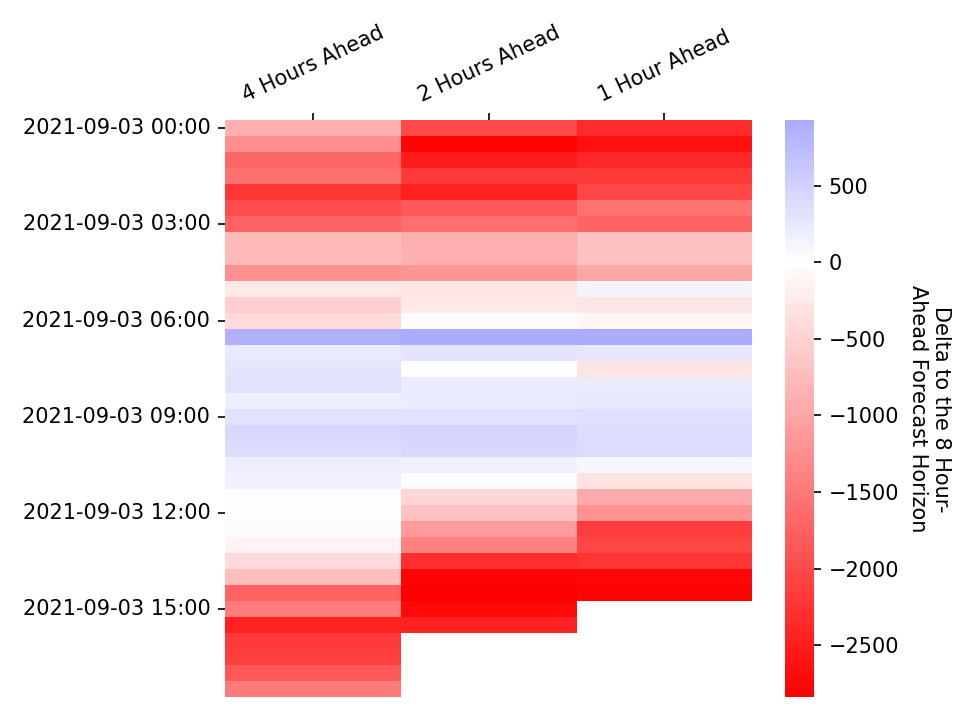 4 Hours Ahead
2 Hours Ahead
1 Hour Ahead
2021-09-03 00:00
2021-09-03 03:00
2021-09-03 06:00
2021-09-03 09:00
2021-09-03 12:00
2021-09-03 15:00
500
0
−500
−1000
−1500
−2000
−2500
Delta to the 8 Hour-
Ahead Forecast Horizon